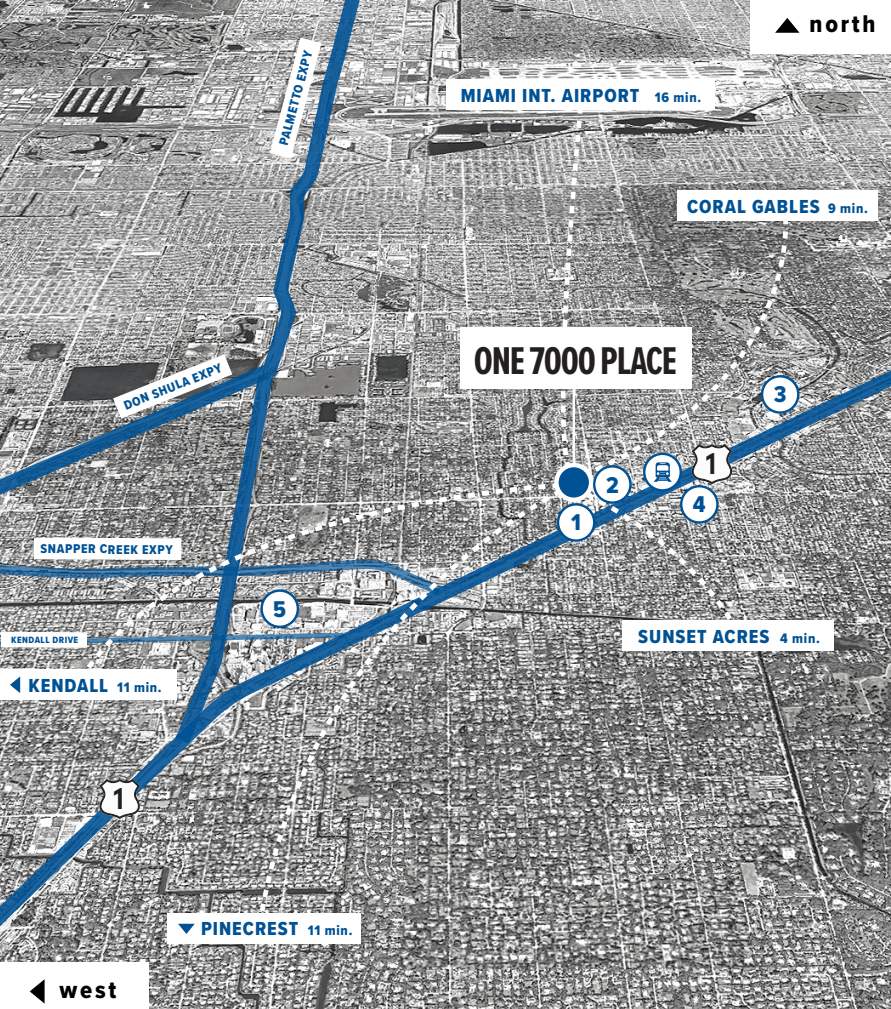 north
PALMETTO EXPY
MIAMI INT. AIRPORT 16 min.
CORAL GABLES 9 min.
ONE 7000 PLACE
DON SHULA EXPY
3
1
2
4
1
SNAPPER CREEK EXPY
5
KENDALL DRIVE
SUNSET ACRES 4 min.
KENDALL 11 min.
1
PINECREST 11 min.
west